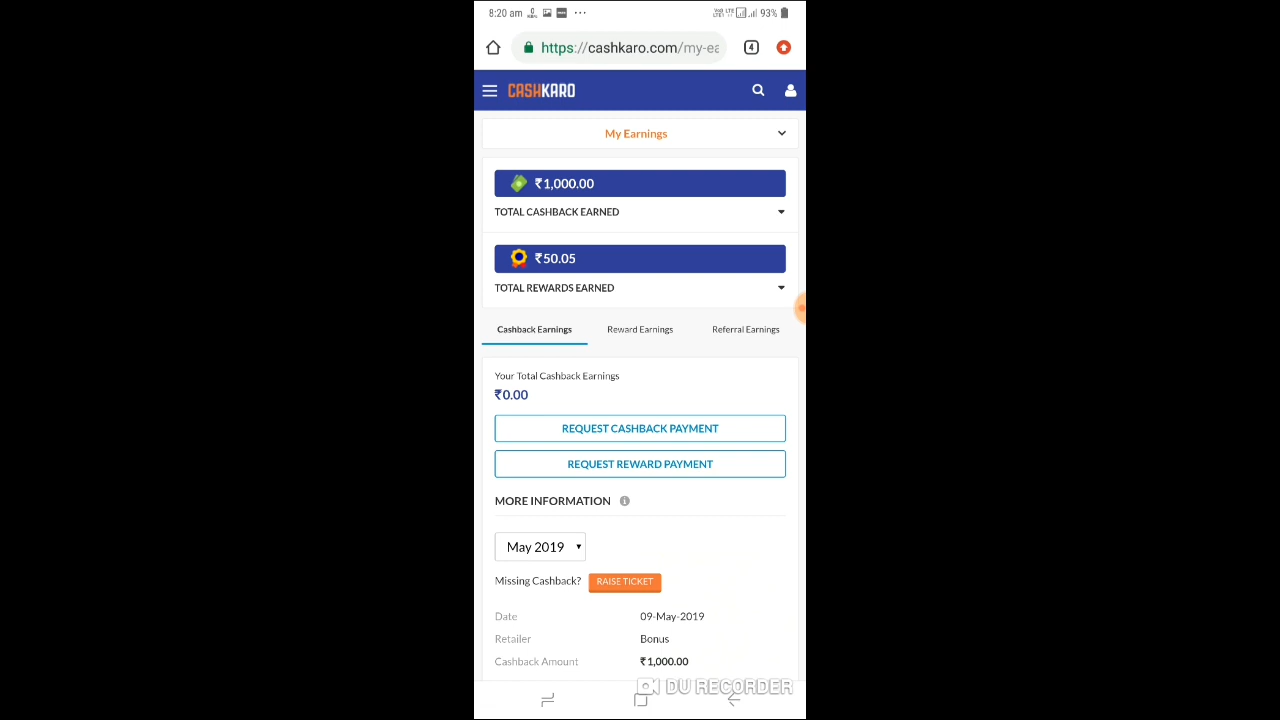 8:20 am 93%
https://cashkaro.com/my-ea 4
CASHKARO
My Earnings
₹1,000.00
TOTAL CASHBACK EARNED
₹50.05
TOTAL REWARDS EARNED
Cashback Earnings Reward Earnings Referral Earnings
Your Total Cashback Earnings
₹0.00
REQUEST CASHBACK PAYMENT
REQUEST REWARD PAYMENT
MORE INFORMATION
May 2019
Missing Cashback? RAISE TICKET
Date 09-May-2019
Retailer Bonus
Cashback Amount ₹1,000.00
DU RECORDER